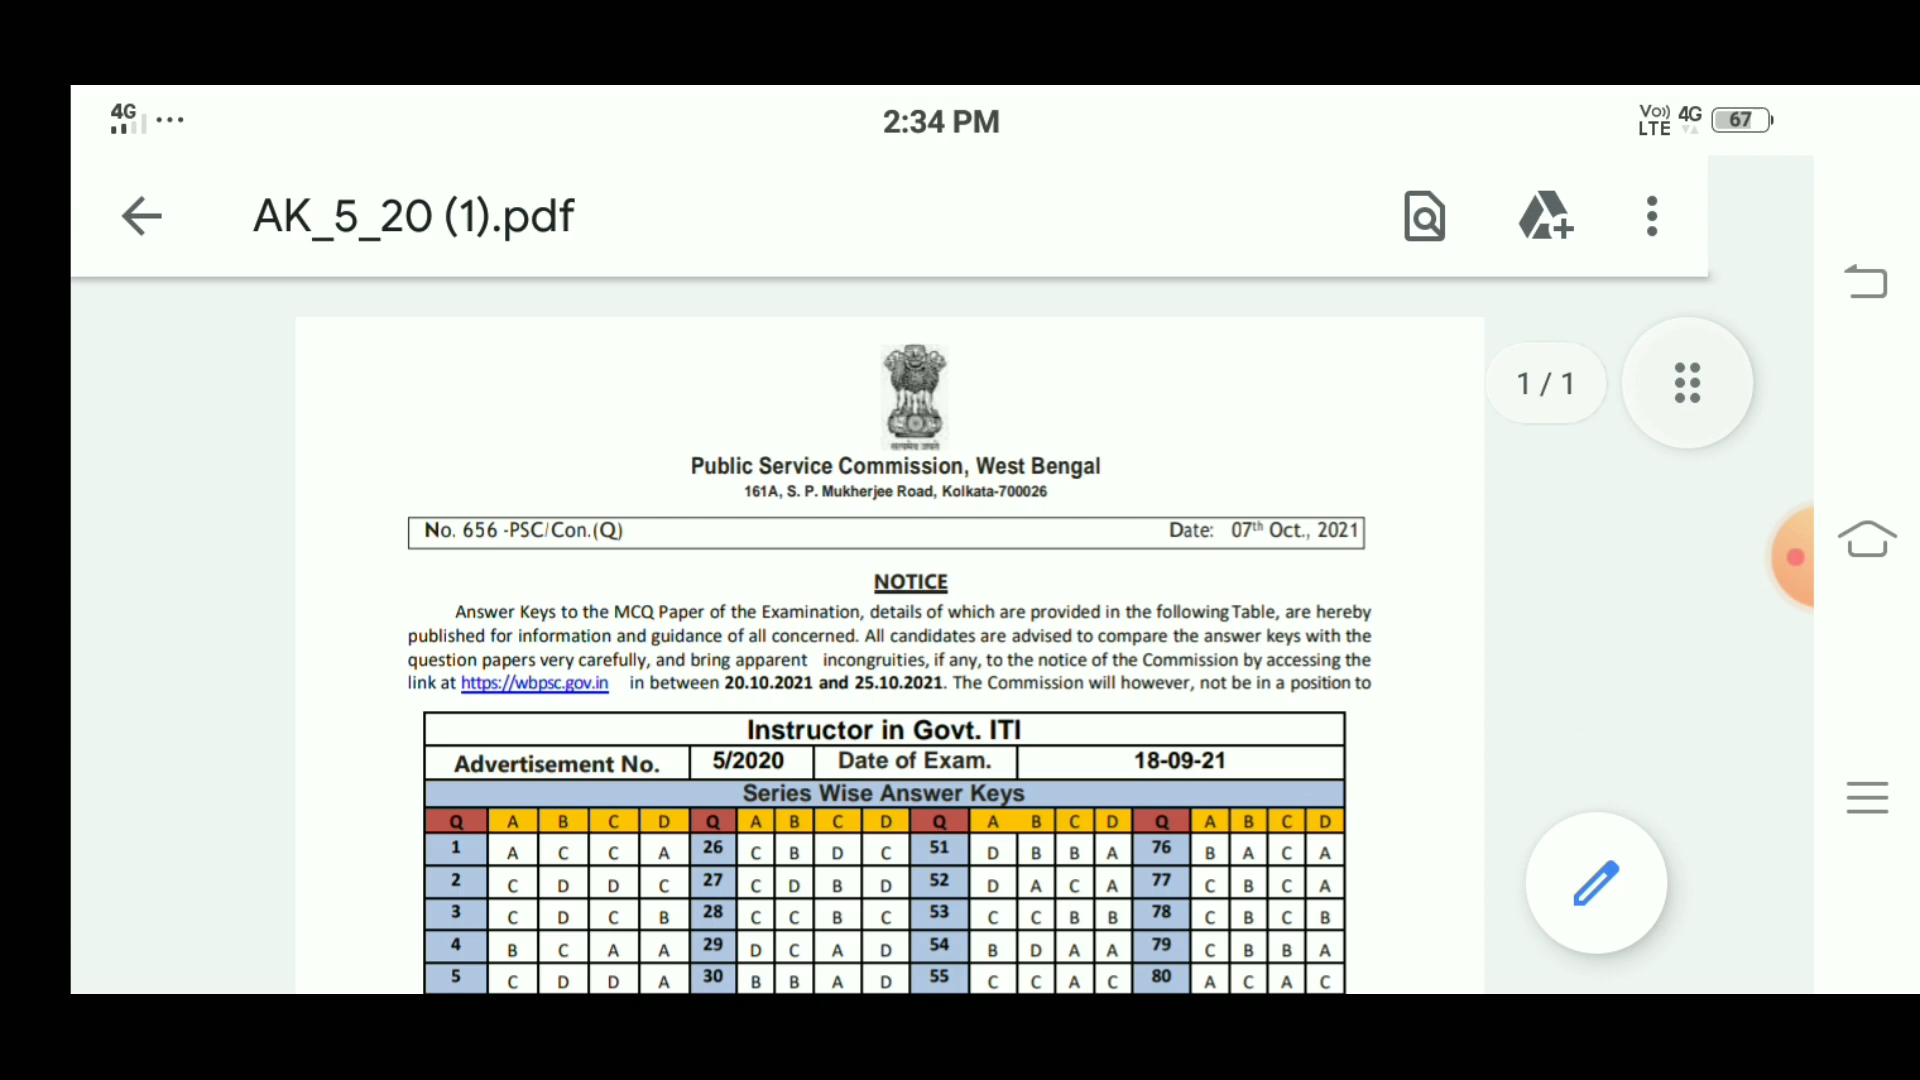 4G ... 2:34 PM Vo)) LTE 4G 67
AK_5_20 (1).pdf
1 / 1
सत्यमेव जयते
Public Service Commission, West Bengal
161A, S. P. Mukherjee Road, Kolkata-700026
No. 656 -PSC/Con.(Q) Date: 07th Oct., 2021
NOTICE
Answer Keys to the MCQ Paper of the Examination, details of which are provided in the following Table, are hereby
published for information and guidance of all concerned. All candidates are advised to compare the answer keys with the
question papers very carefully, and bring apparent incongruities, if any, to the notice of the Commission by accessing the
link at https://wbpsc.gov.in in between 20.10.2021 and 25.10.2021. The Commission will however, not be in a position to
Instructor in Govt. ITI
Advertisement No. 5/2020 Date of Exam. 18-09-21
Series Wise Answer Keys
Q A B C D Q A B C D Q A B C D Q A B C D
1 A C C A 26 C B D C 51 D B B A 76 B A C A
2 C D D C 27 C D B D 52 D A C A 77 C B C A
3 C D C B 28 C C B C 53 C C B B 78 C B C B
4 B C A A 29 D C A D 54 B D A A 79 C B B A
5 C D D A 30 B B A D 55 C C A C 80 A C A C